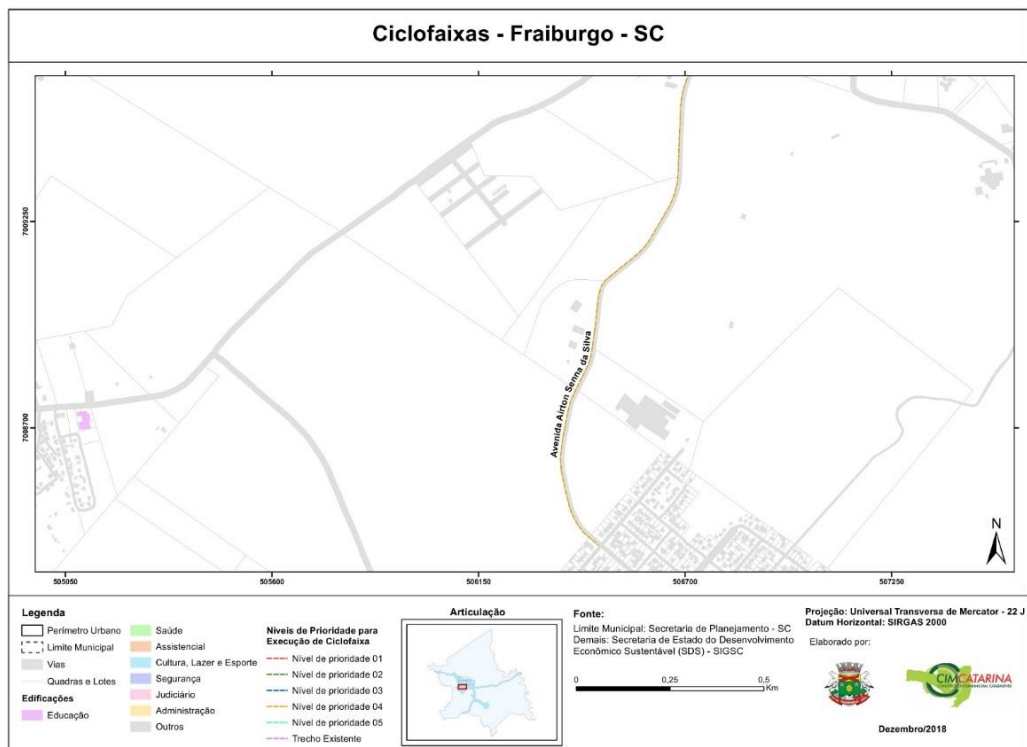 Ciclofaixas - Fraiburgo - SC
7009250
7008700
Avenida Airton Senna da Silva
N
505050
505600
506150
506700
507250
Legenda
Perímetro Urbano
Limite Municipal
Vias
Quadras e Lotes
Edificações
Educação
Saúde
Assistencial
Cultura, Lazer e Esporte
Segurança
Judiciário
Administração
Outros
Níveis de Prioridade para
Execução de Ciclofaixa
Nível de prioridade 01
Nível de prioridade 02
Nível de prioridade 03
Nível de prioridade 04
Nível de prioridade 05
Trecho Existente
Articulação
Fonte:
Limite Municipal: Secretaria de Planejamento - SC
Demais: Secretaria de Estado do Desenvolvimento
Econômico Sustentável (SDS) - SIGSC
0 0,25 0,5
Km
Projeção: Universal Transversa de Mercator - 22 J
Datum Horizontal: SIRGAS 2000
Elaborado por:
CIMCATARINA
Dezembro/2018